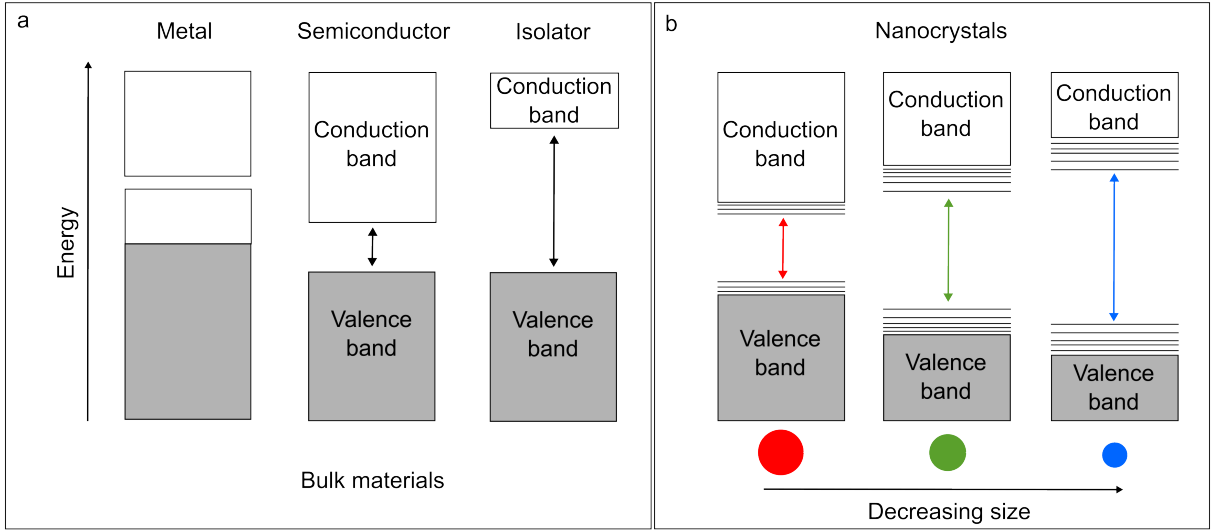 a
Metal
Semiconductor
Isolator
Energy
Conduction
band
Conduction
band
Valence
band
Valence
band
Bulk materials
b
Nanocrystals
Conduction
band
Conduction
band
Conduction
band
Valence
band
Valence
band
Valence
band
Decreasing size